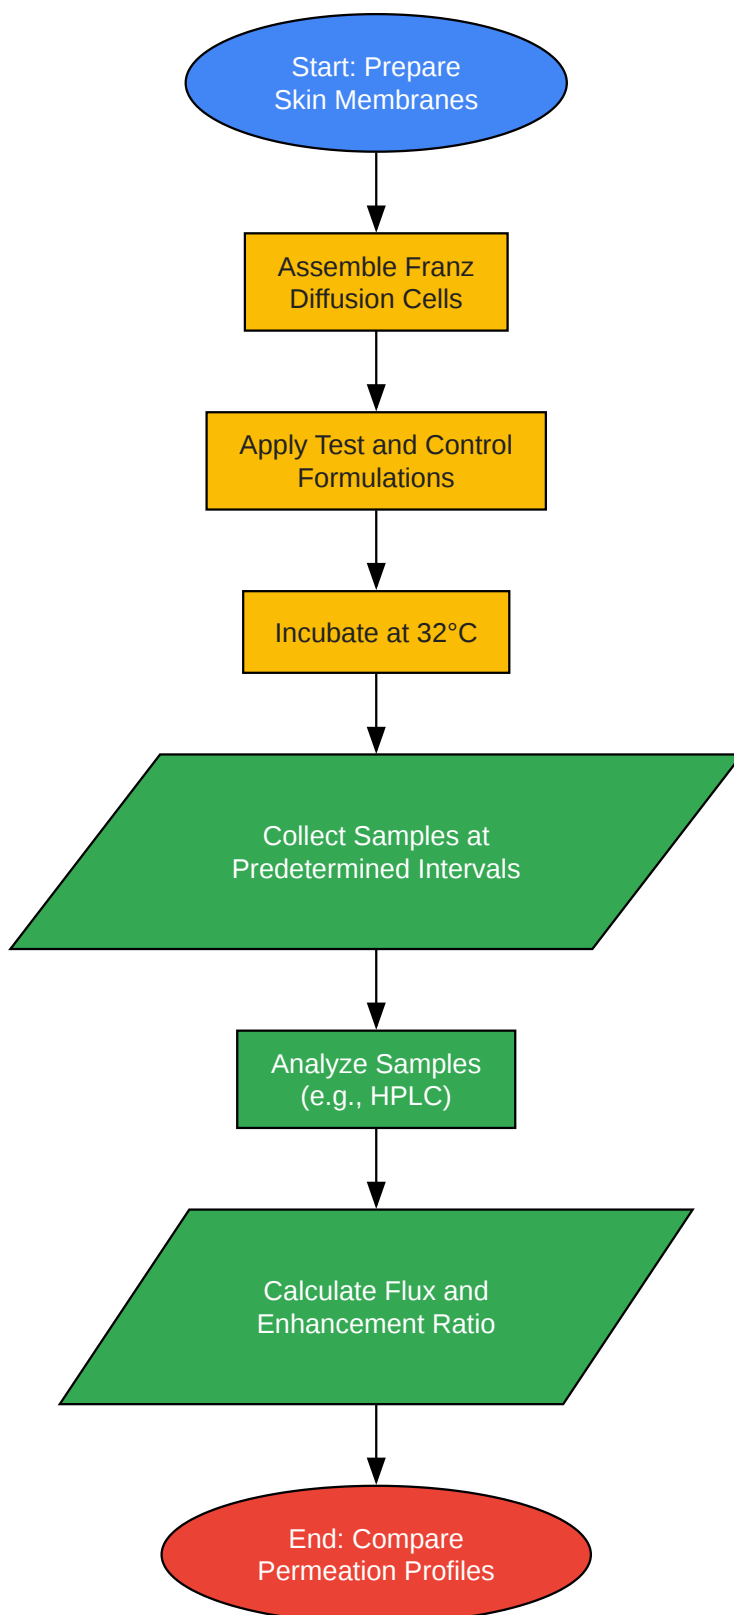 Start: Prepare
Skin Membranes
Assemble Franz
Diffusion Cells
Apply Test and Control
Formulations
Incubate at 32°C
Collect Samples at
Predetermined Intervals
Analyze Samples
(e.g., HPLC)
Calculate Flux and
Enhancement Ratio
End: Compare
Permeation Profiles